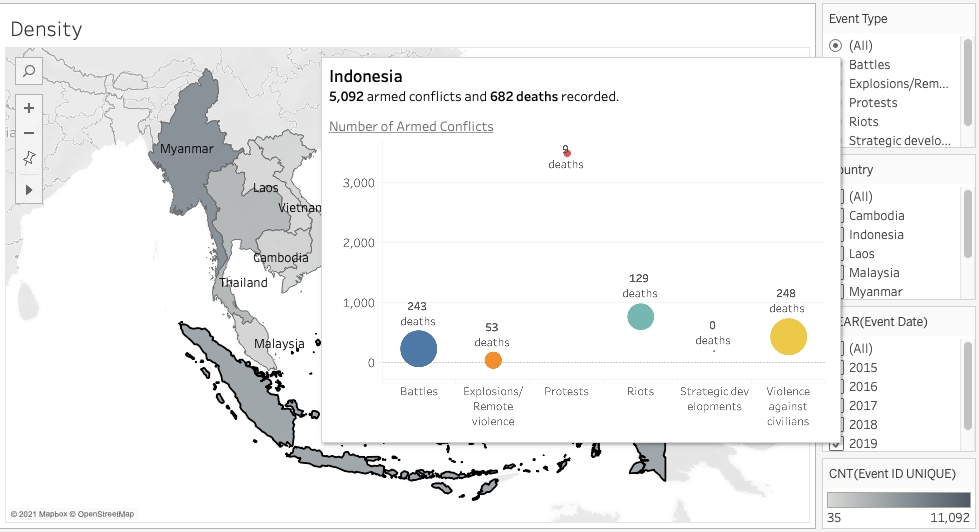 Density
Myanmar
Laos
Vietnam
Cambodia
Thailand
Malaysia
© 2021 Mapbox © OpenStreetMap
Indonesia
5,092 armed conflicts and 682 deaths recorded.
Number of Armed Conflicts
3,000
2,000
1,000
0
9
deaths
243
deaths
53
deaths
129
deaths
0
deaths
248
deaths
Battles
Explosions/
Remote
violence
Protests
Riots
Strategic dev
elopments
Violence
against
civilians
Event Type
(All)
Battles
Explosions/Rem...
Protests
Riots
Strategic develo...
ountry
(All)
Cambodia
Indonesia
Laos
Malaysia
Myanmar
EAR(Event Date)
(All)
2015
2016
2017
2018
2019
CNT(Event ID UNIQUE)
35
11,092